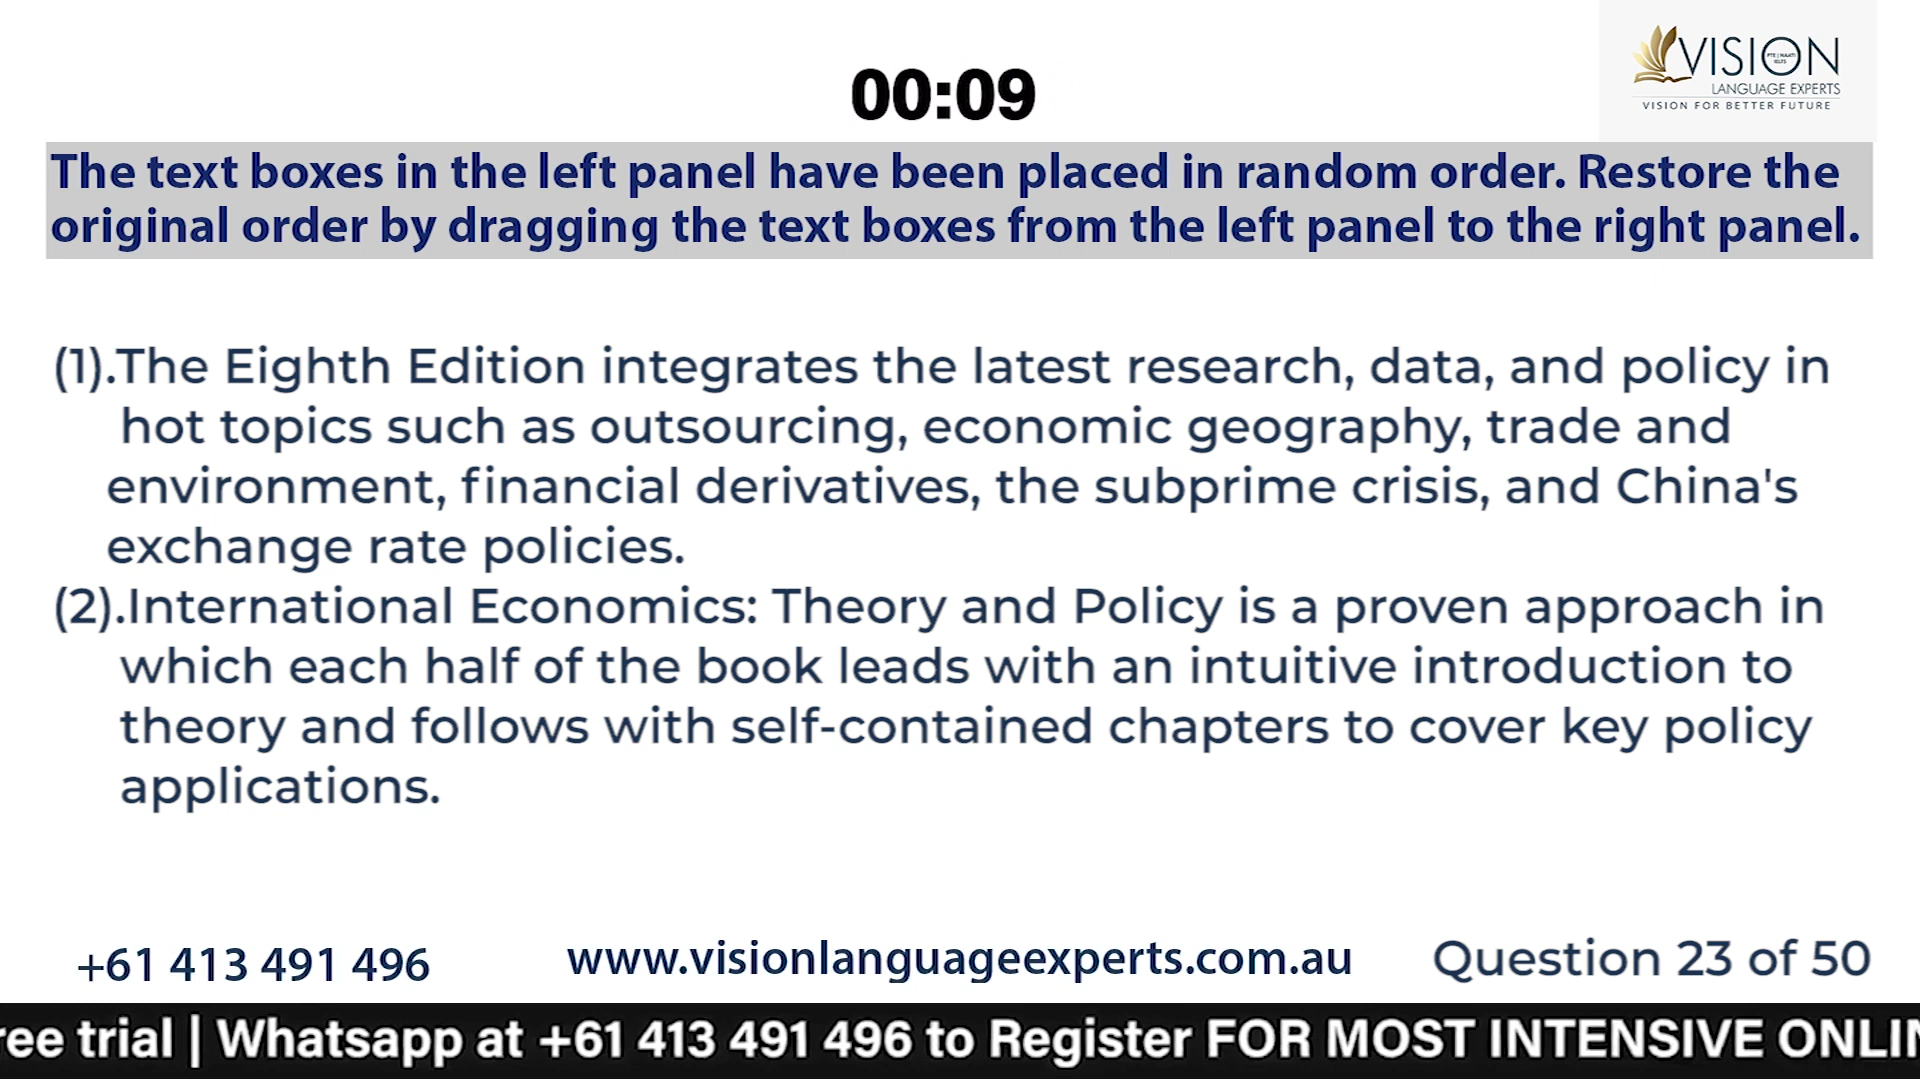 VISION
LANGUAGE EXPERTS
VISION FOR BETTER FUTURE
00:09
The text boxes in the left panel have been placed in random order. Restore the
original order by dragging the text boxes from the left panel to the right panel.
(1).The Eighth Edition integrates the latest research, data, and policy in
hot topics such as outsourcing, economic geography, trade and
environment, financial derivatives, the subprime crisis, and China's
exchange rate policies.
(2).International Economics: Theory and Policy is a proven approach in
which each half of the book leads with an intuitive introduction to
theory and follows with self-contained chapters to cover key policy
applications.
+61 413 491 496 www.visionlanguageexperts.com.au Question 23 of 50
ree trial | Whatsapp at +61 413 491 496 to Register FOR MOST INTENSIVE ONLIN